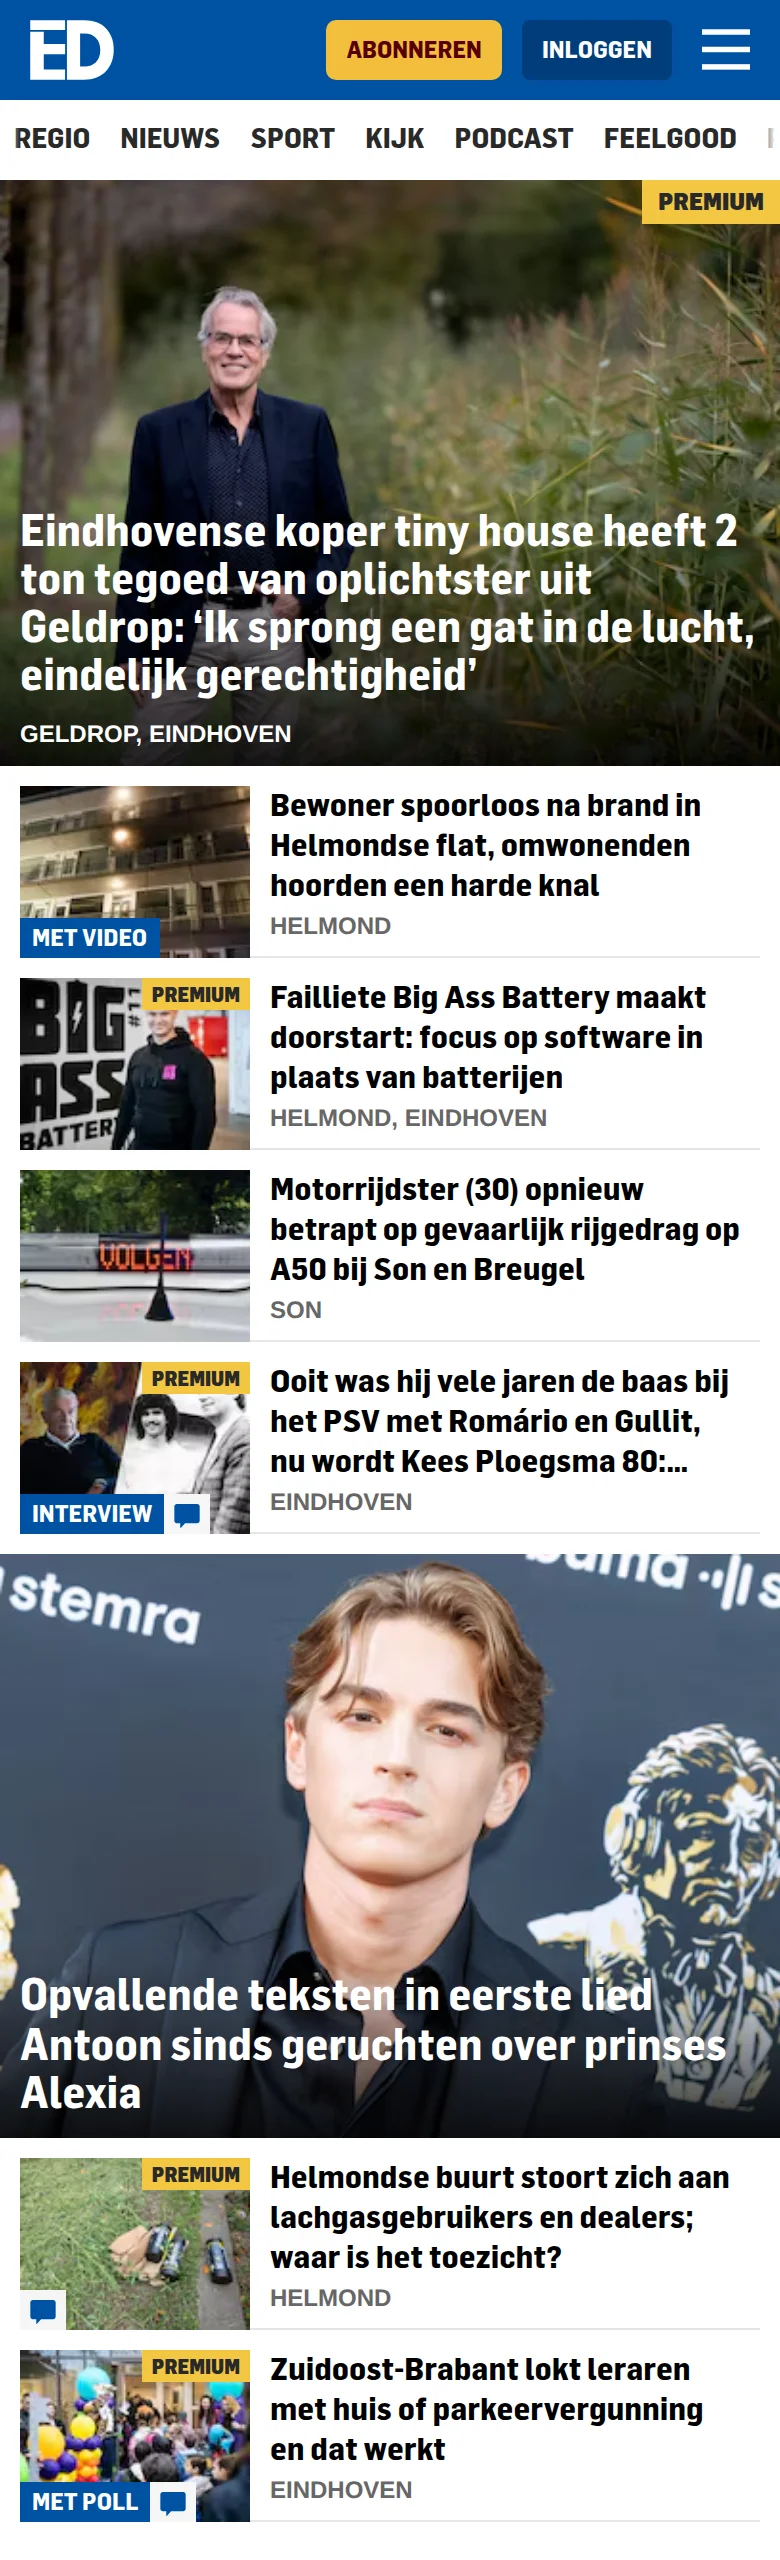 ED
ABONNEREN
INLOGGEN
REGIO NIEUWS SPORT KIJK PODCAST FEELGOOD
PREMIUM
Eindhovense koper tiny house heeft 2
ton tegoed van oplichtster uit
Geldrop: ‘Ik sprong een gat in de lucht,
eindelijk gerechtigheid’
GELDROP, EINDHOVEN
MET VIDEO
Bewoner spoorloos na brand in
Helmondse flat, omwonenden
hoorden een harde knal
HELMOND
PREMIUM
BIG
ASS
BATTERY
Failliete Big Ass Battery maakt
doorstart: focus op software in
plaats van batterijen
HELMOND, EINDHOVEN
VOLGEN
Motorrijdster (30) opnieuw
betrapt op gevaarlijk rijgedrag op
A50 bij Son en Breugel
SON
PREMIUM
INTERVIEW
Ooit was hij vele jaren de baas bij
het PSV met Romário en Gullit,
nu wordt Kees Ploegsma 80:...
EINDHOVEN
stemra
buma s
Opvallende teksten in eerste lied
Antoon sinds geruchten over prinses
Alexia
PREMIUM
Helmondse buurt stoort zich aan
lachgasgebruikers en dealers;
waar is het toezicht?
HELMOND
PREMIUM
MET POLL
Zuidoost-Brabant lokt leraren
met huis of parkeervergunning
en dat werkt
EINDHOVEN